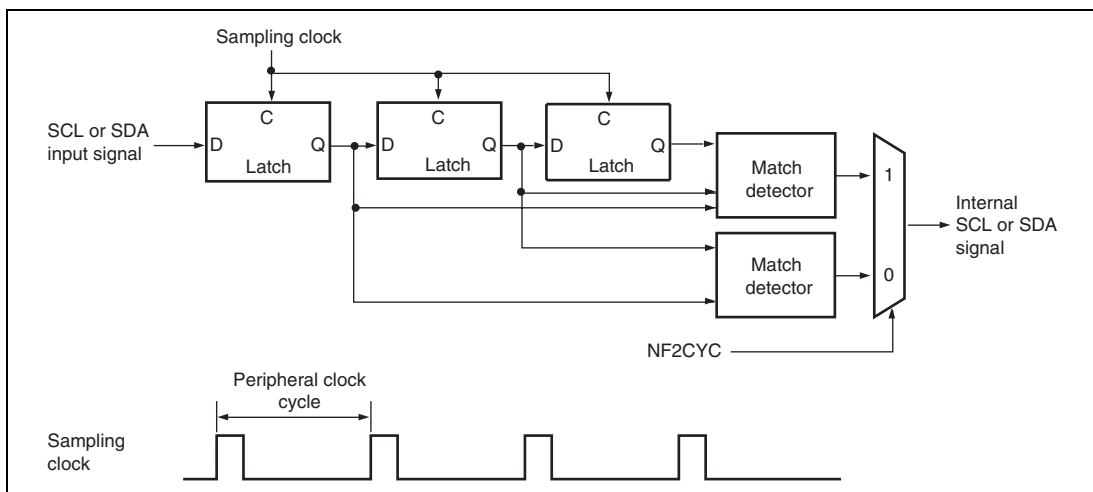 Sampling clock
SCL or SDA
input signal
D
C
Q
Latch
D
C
Q
Latch
D
C
Q
Latch
Match
detector
1
Match
detector
0
Internal
SCL or SDA
signal
NF2CYC
Peripheral clock
cycle
Sampling
clock